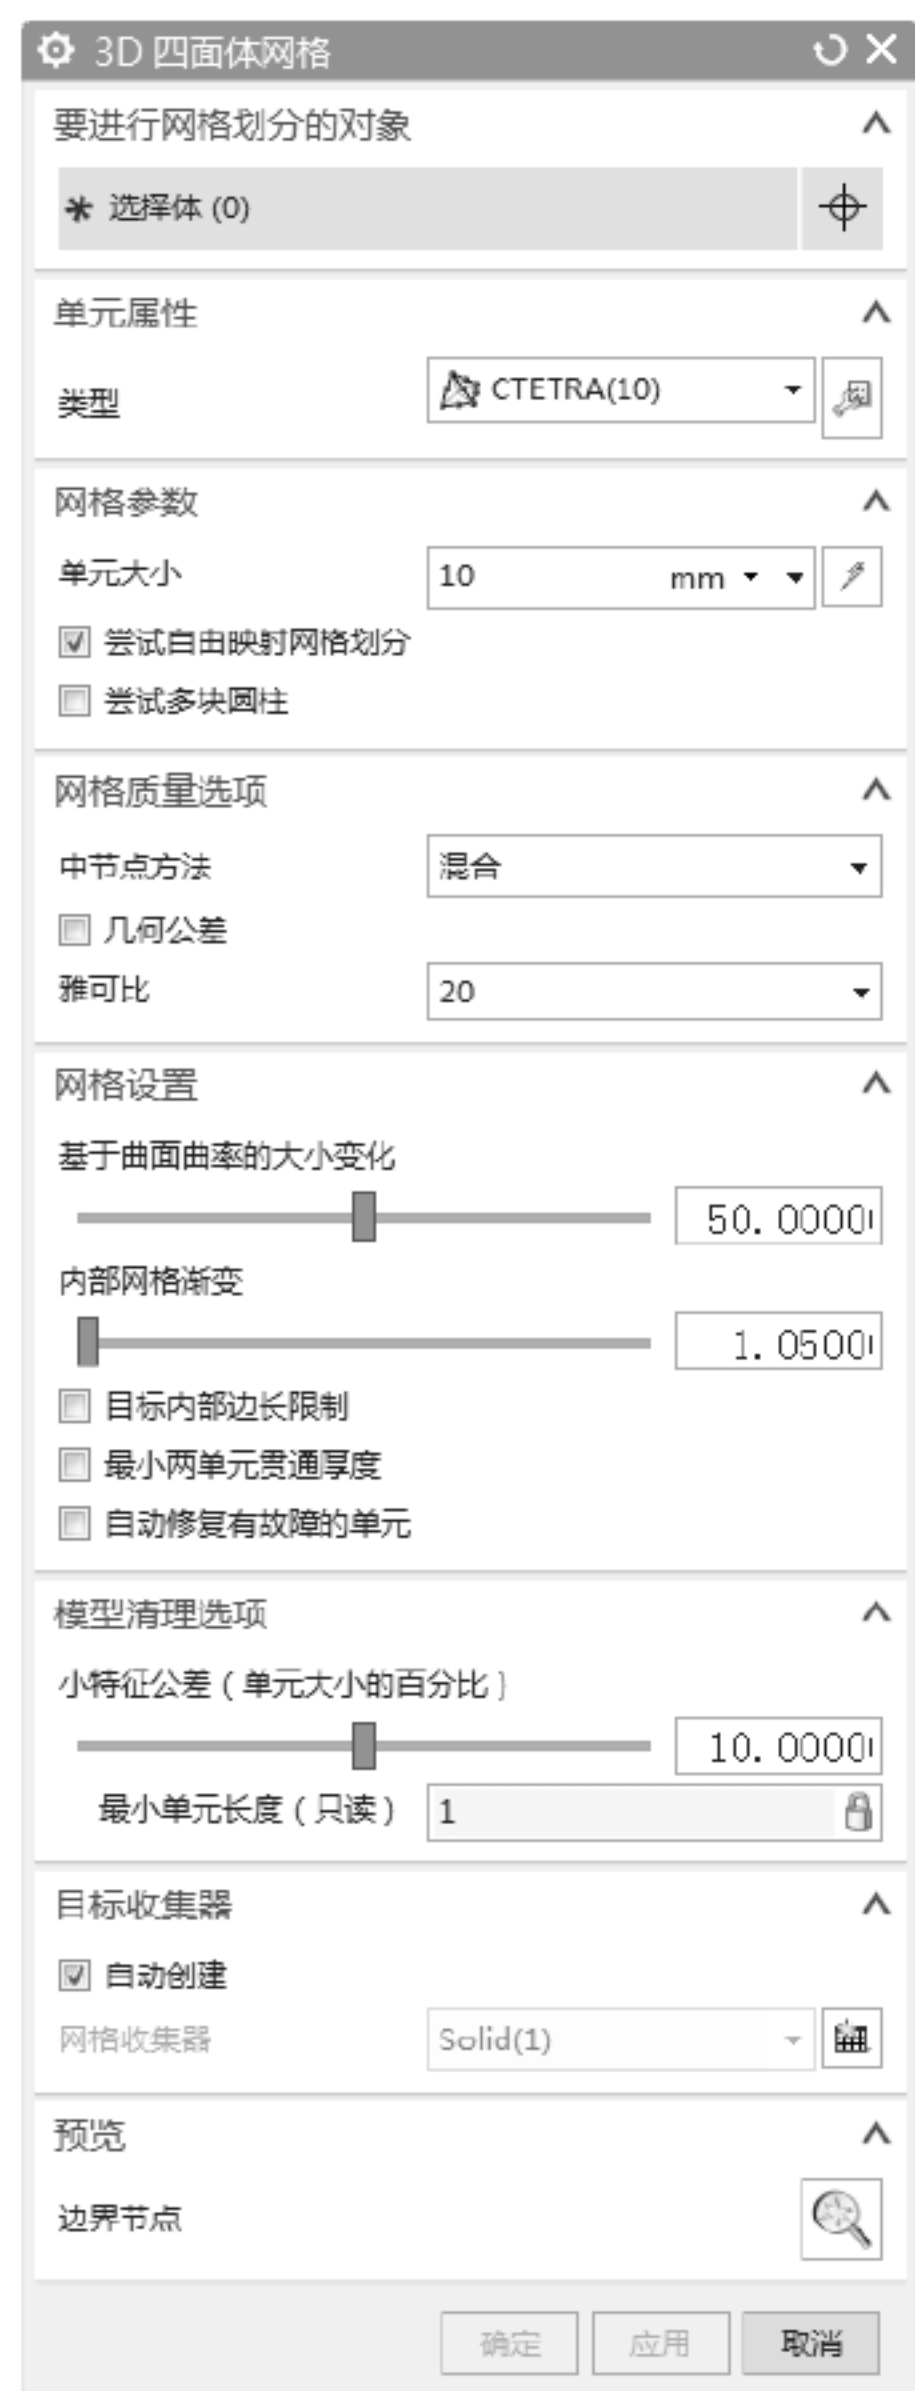 3D 四面体网格
要进行网格划分的对象
* 选择体 (0)
单元属性
类型 CTETRA(10)
网格参数
单元大小 10 mm
尝试自由映射网格划分
尝试多块圆柱
网格质量选项
中节点方法 混合
几何公差
雅可比 20
网格设置
基于曲面曲率的大小变化
50.0000
内部网格渐变
1.0500
目标内部边长限制
最小两单元贯通厚度
自动修复有故障的单元
模型清理选项
小特征公差（单元大小的百分比）
10.0000
最小单元长度（只读） 1
目标收集器
自动创建
网格收集器 Solid(1)
预览
边界节点
确定 应用 取消